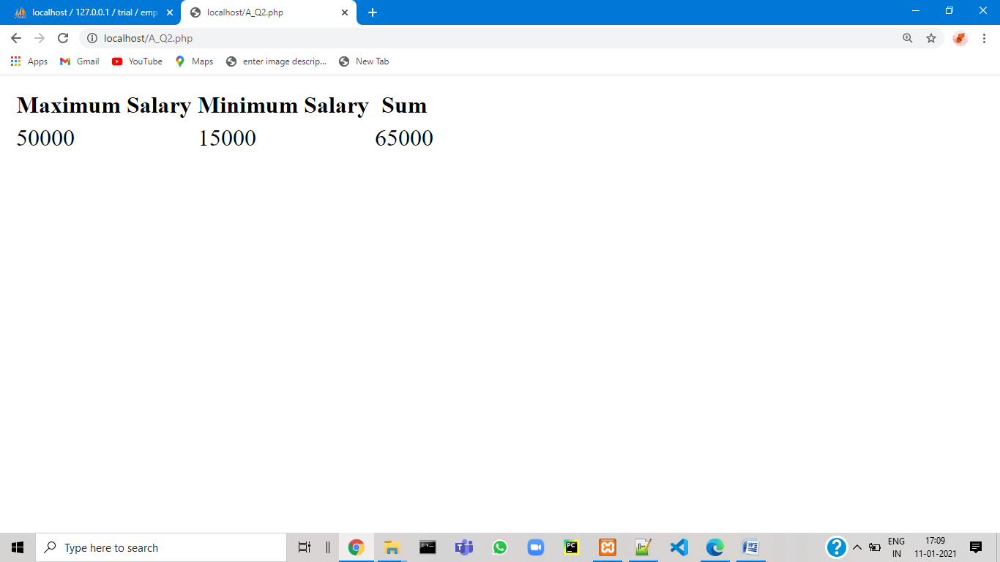 localhost / 127.0.0.1 / trial / emp
localhost/A_Q2.php
localhost/A_Q2.php
Apps Gmail YouTube Maps enter image descrip... New Tab
Maximum Salary Minimum Salary Sum
50000 15000 65000
Type here to search
ENG
IN
17:09
11-01-2021